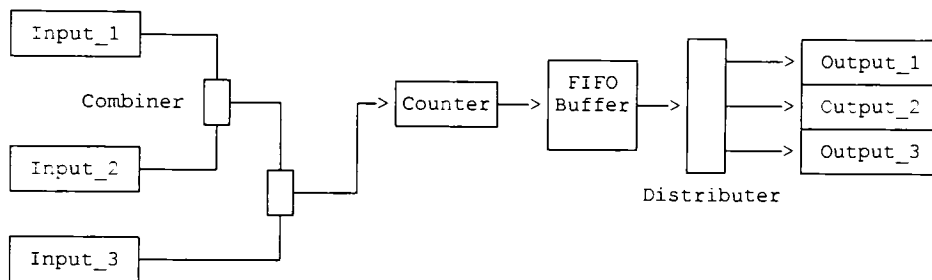 Input_1
Combiner
Input_2
Input_3
Counter
FIFO
Buffer
Distributer
Output_1
Cutput_2
Output_3